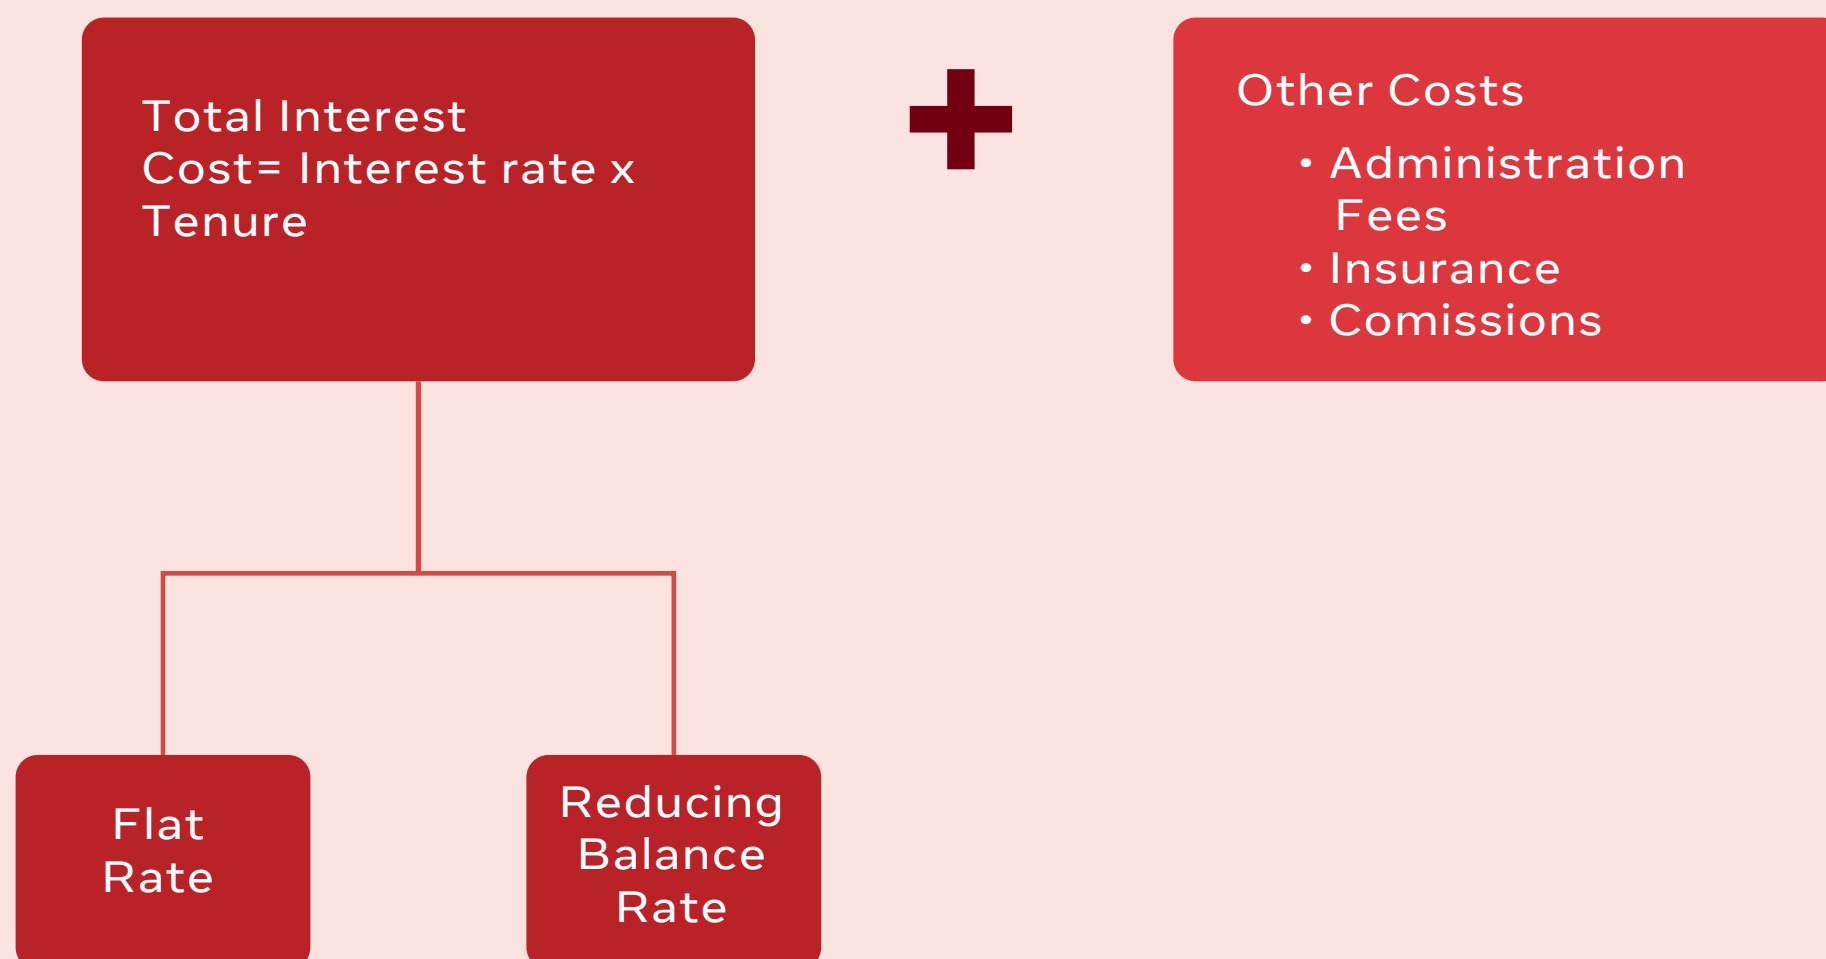 Total Interest
Cost= Interest rate x
Tenure
Other Costs
• Administration
Fees
• Insurance
• Comissions
Flat
Rate
Reducing
Balance
Rate